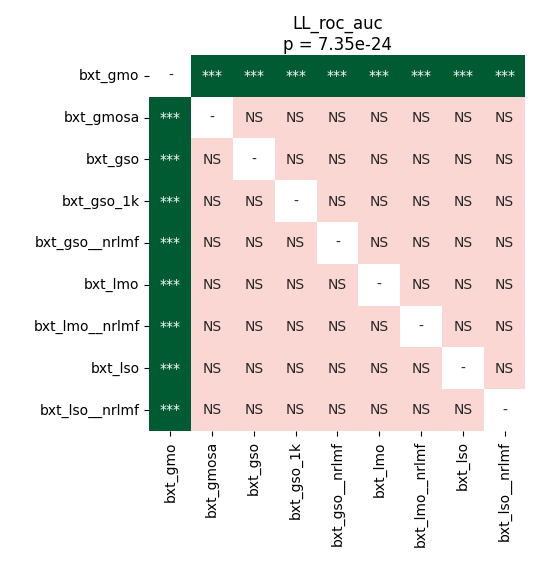 LL_roc_auc
p = 7.35e-24
bxt_gmo - *** *** *** *** *** *** *** ***
bxt_gmosa *** - NS NS NS NS NS NS NS
bxt_gso *** NS - NS NS NS NS NS NS
bxt_gso_1k *** NS NS - NS NS NS NS NS
bxt_gso__nrlmf *** NS NS NS - NS NS NS NS
bxt_lmo *** NS NS NS NS - NS NS NS
bxt_lmo__nrlmf *** NS NS NS NS NS - NS NS
bxt_lso *** NS NS NS NS NS NS - NS
bxt_lso__nrlmf *** NS NS NS NS NS NS NS -
bxt_gmo
bxt_gmosa
bxt_gso
bxt_gso_1k
bxt_gso__nrlmf
bxt_lmo
bxt_lmo__nrlmf
bxt_lso
bxt_lso__nrlmf